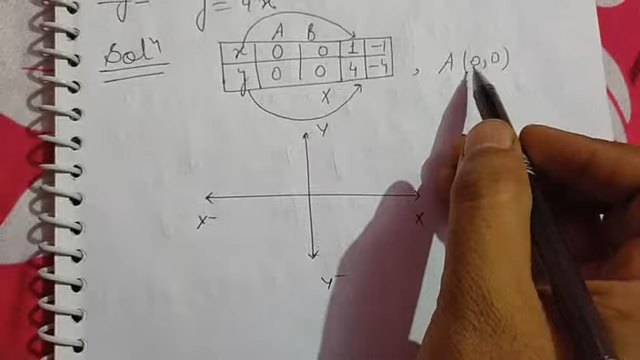 y = 4x
Solⁿ
A B
x 0 0 1 -1
y 0 0 4 -4
X
, A (0,0)
Y
X⁻ X
Y⁻